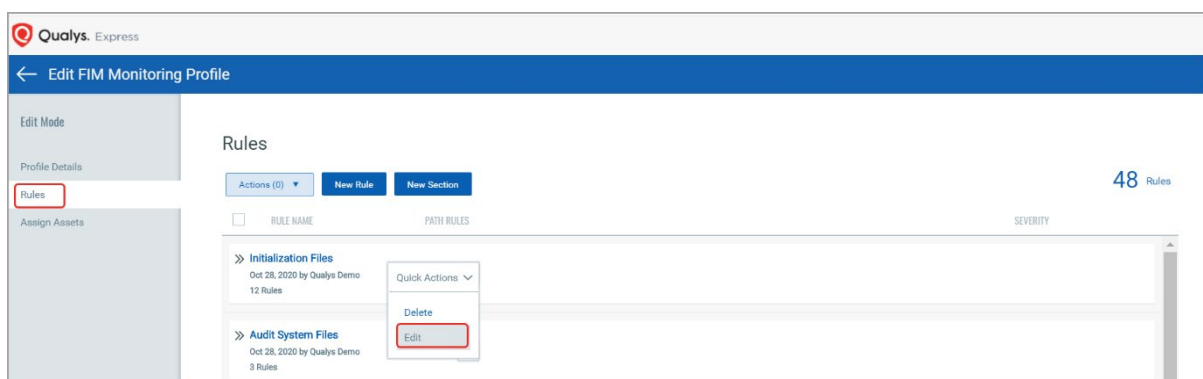 Qualys. Express
Edit FIM Monitoring Profile
Edit Mode
Profile Details
Rules
Assign Assets
Rules
Actions (0) New Rule New Section
48 Rules
RULE NAME PATH RULES SEVERITY
Initialization Files
Oct 28, 2020 by Qualys Demo
12 Rules
Quick Actions
Delete
Edit
Audit System Files
Oct 28, 2020 by Qualys Demo
3 Rules